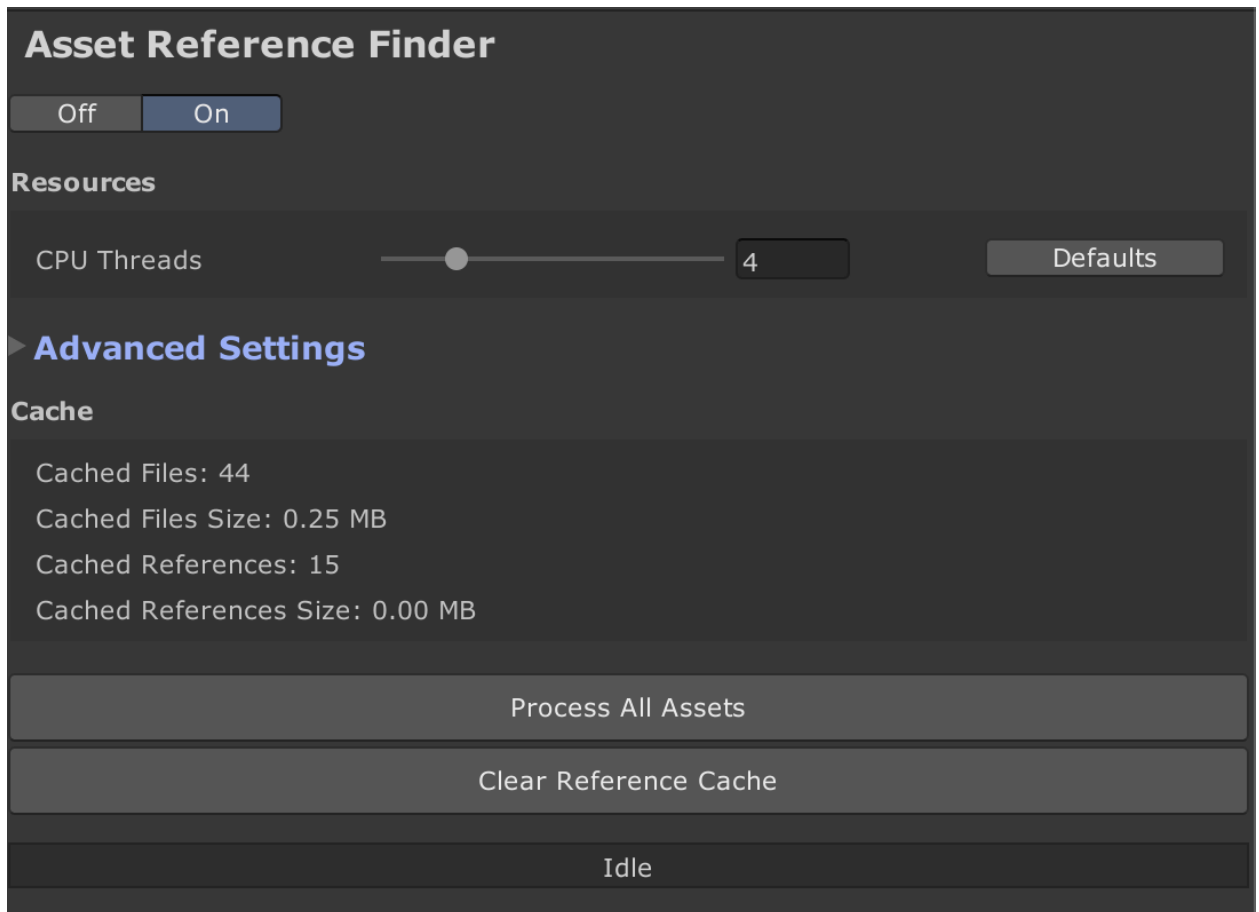 Asset Reference Finder
Off On
Resources
CPU Threads 4 Defaults
Advanced Settings
Cache
Cached Files: 44
Cached Files Size: 0.25 MB
Cached References: 15
Cached References Size: 0.00 MB
Process All Assets
Clear Reference Cache
Idle